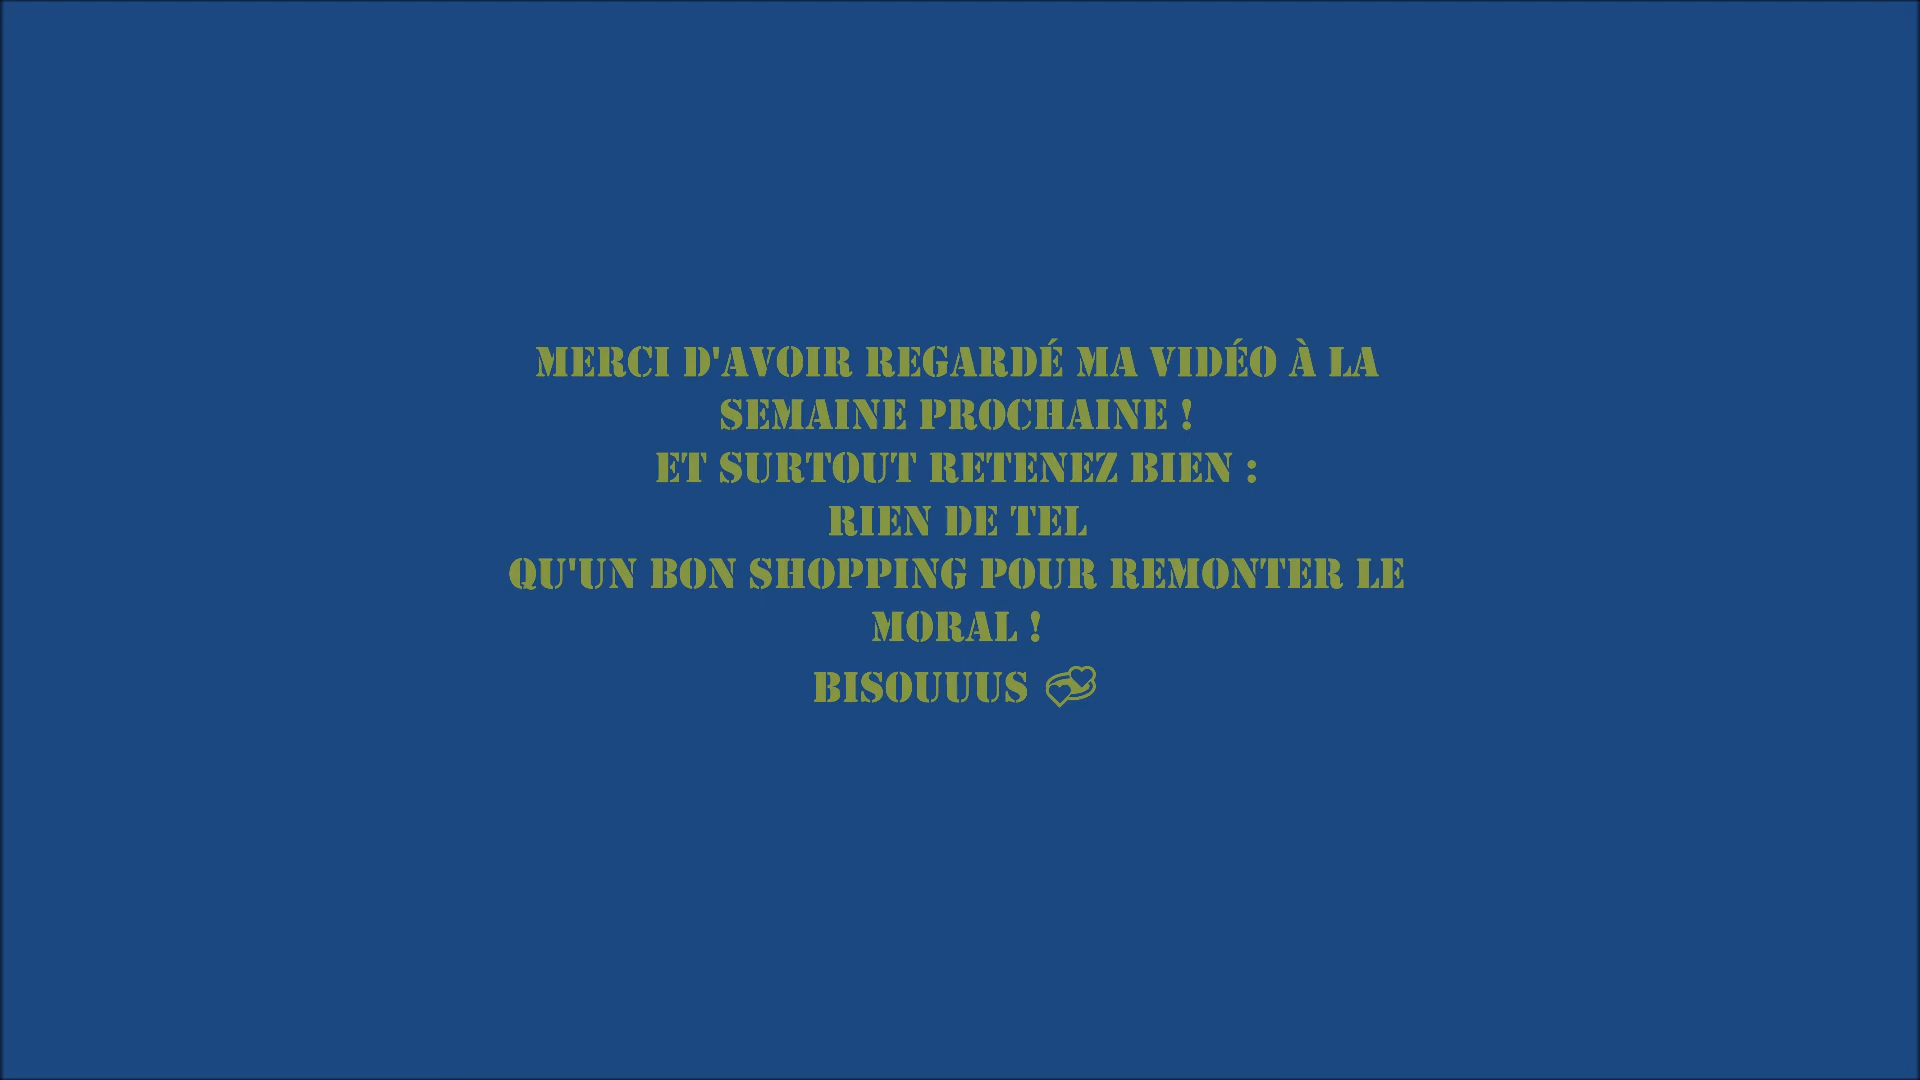 MERCI D'AVOIR REGARDÉ MA VIDÉO À LA
SEMAINE PROCHAINE !
ET SURTOUT RETENEZ BIEN :
RIEN DE TEL
QU'UN BON SHOPPING POUR REMONTER LE
MORAL !
BISOUUUS 💞